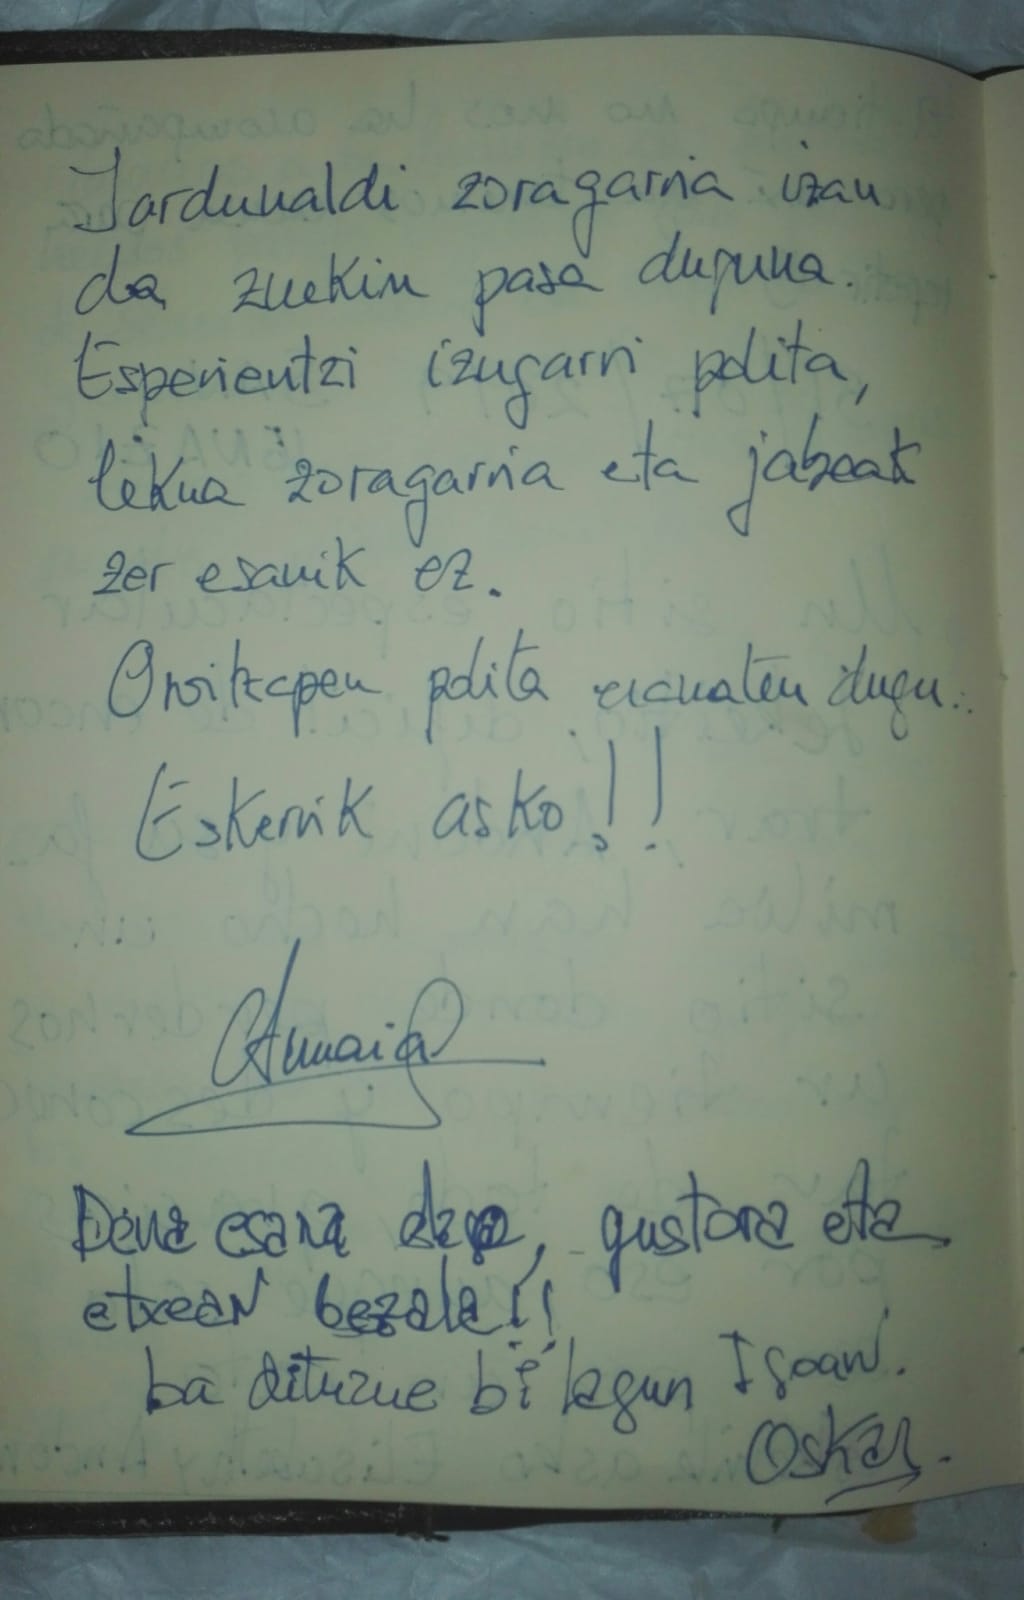 Jardunaldi zoragarria izan
da zuekin pasa duguna.
Esperientzi izugarri polita,
lekua zoragarria eta jabeak
zer esanik ez.
Oroitzapen polita eramaten dugu..
Eskerrik asko!!
Amaia
Dena esana dago, gustora eta
etxean bezala!!
ba dituzue bi lagun Itsason.
Oskar.